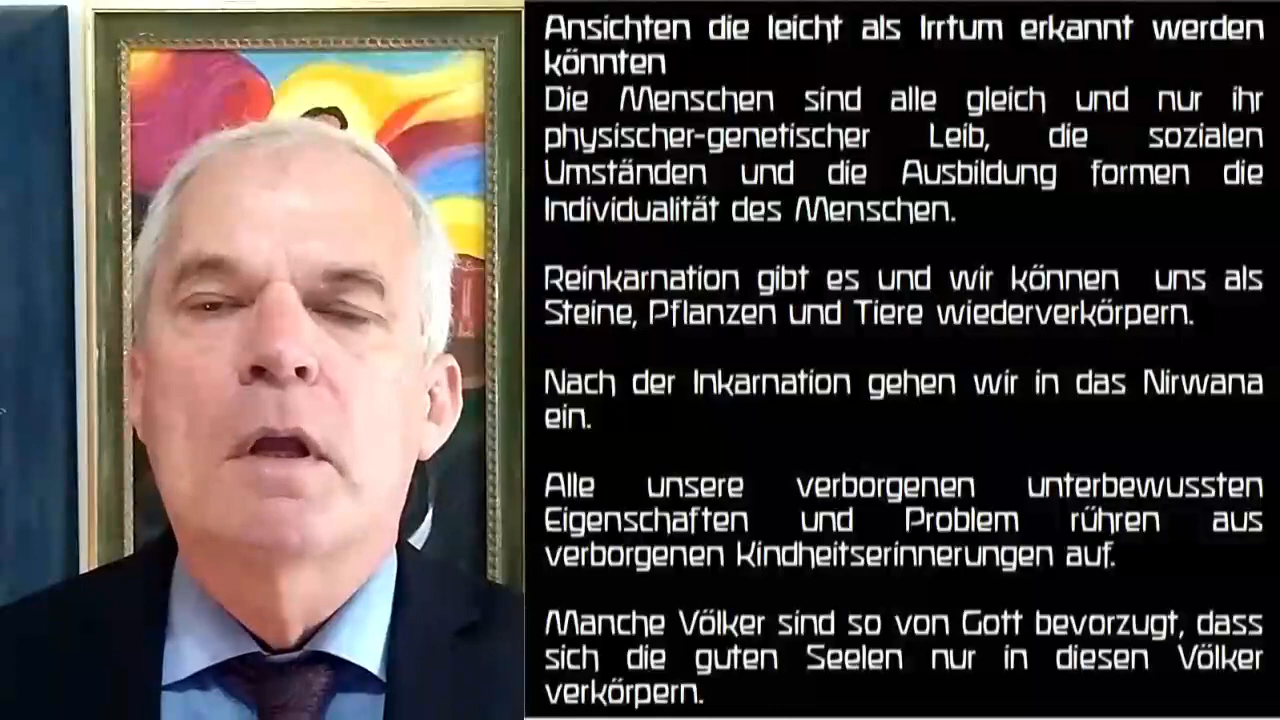 Ansichten die leicht als Irrtum erkannt werden
könnten
Die Menschen sind alle gleich und nur ihr
physischer-genetischer Leib, die sozialen
Umständen und die Ausbildung formen die
Individualität des Menschen.
Reinkarnation gibt es und wir können uns als
Steine, Pflanzen und Tiere wiederverkörpern.
Nach der Inkarnation gehen wir in das Nirwana
ein.
Alle unsere verborgenen unterbewussten
Eigenschaften und Problem rühren aus
verborgenen Kindheitserinnerungen auf.
Manche Völker sind so von Gott bevorzugt, dass
sich die guten Seelen nur in diesen Völker
verkörpern.